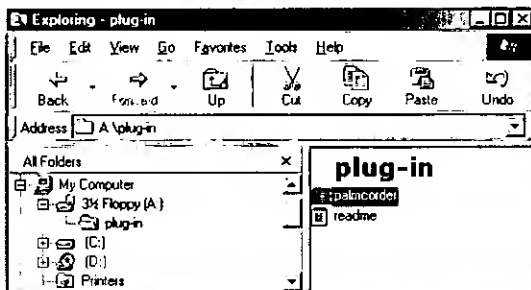 Exploring - plug-in
File Edit View Go Favorites Tools Help
Back Forward Up Cut Copy Paste Undo
Address A:\plug-in
All Folders
My Computer
3½ Floppy (A:)
plug-in
(C:)
(D:)
Printers
plug-in
palmcorder
readme